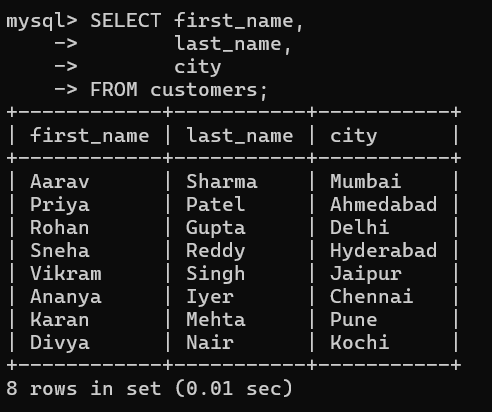 mysql> SELECT first_name,
    ->        last_name,
    ->        city
    -> FROM customers;
+------------+-----------+-----------+
| first_name | last_name | city      |
+------------+-----------+-----------+
| Aarav      | Sharma    | Mumbai    |
| Priya      | Patel     | Ahmedabad |
| Rohan      | Gupta     | Delhi     |
| Sneha      | Reddy     | Hyderabad |
| Vikram     | Singh     | Jaipur    |
| Ananya     | Iyer      | Chennai   |
| Karan      | Mehta     | Pune      |
| Divya      | Nair      | Kochi     |
+------------+-----------+-----------+
8 rows in set (0.01 sec)